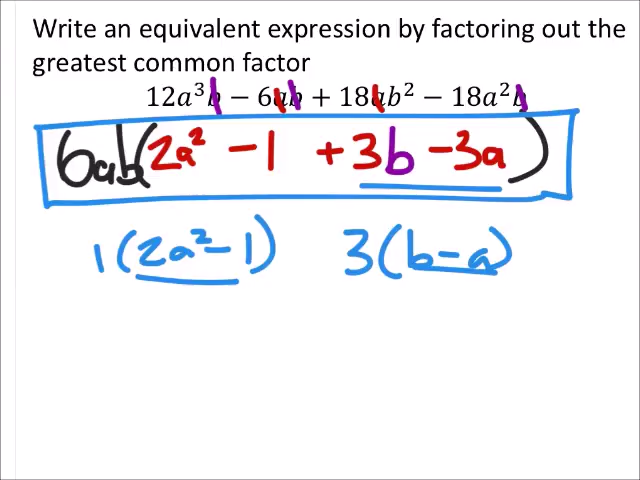 Write an equivalent expression by factoring out the
greatest common factor
12a³b − 6ab + 18ab² − 18a²b
6ab(2a² − 1 + 3b − 3a)
1(2a² − 1) 3(b − a)